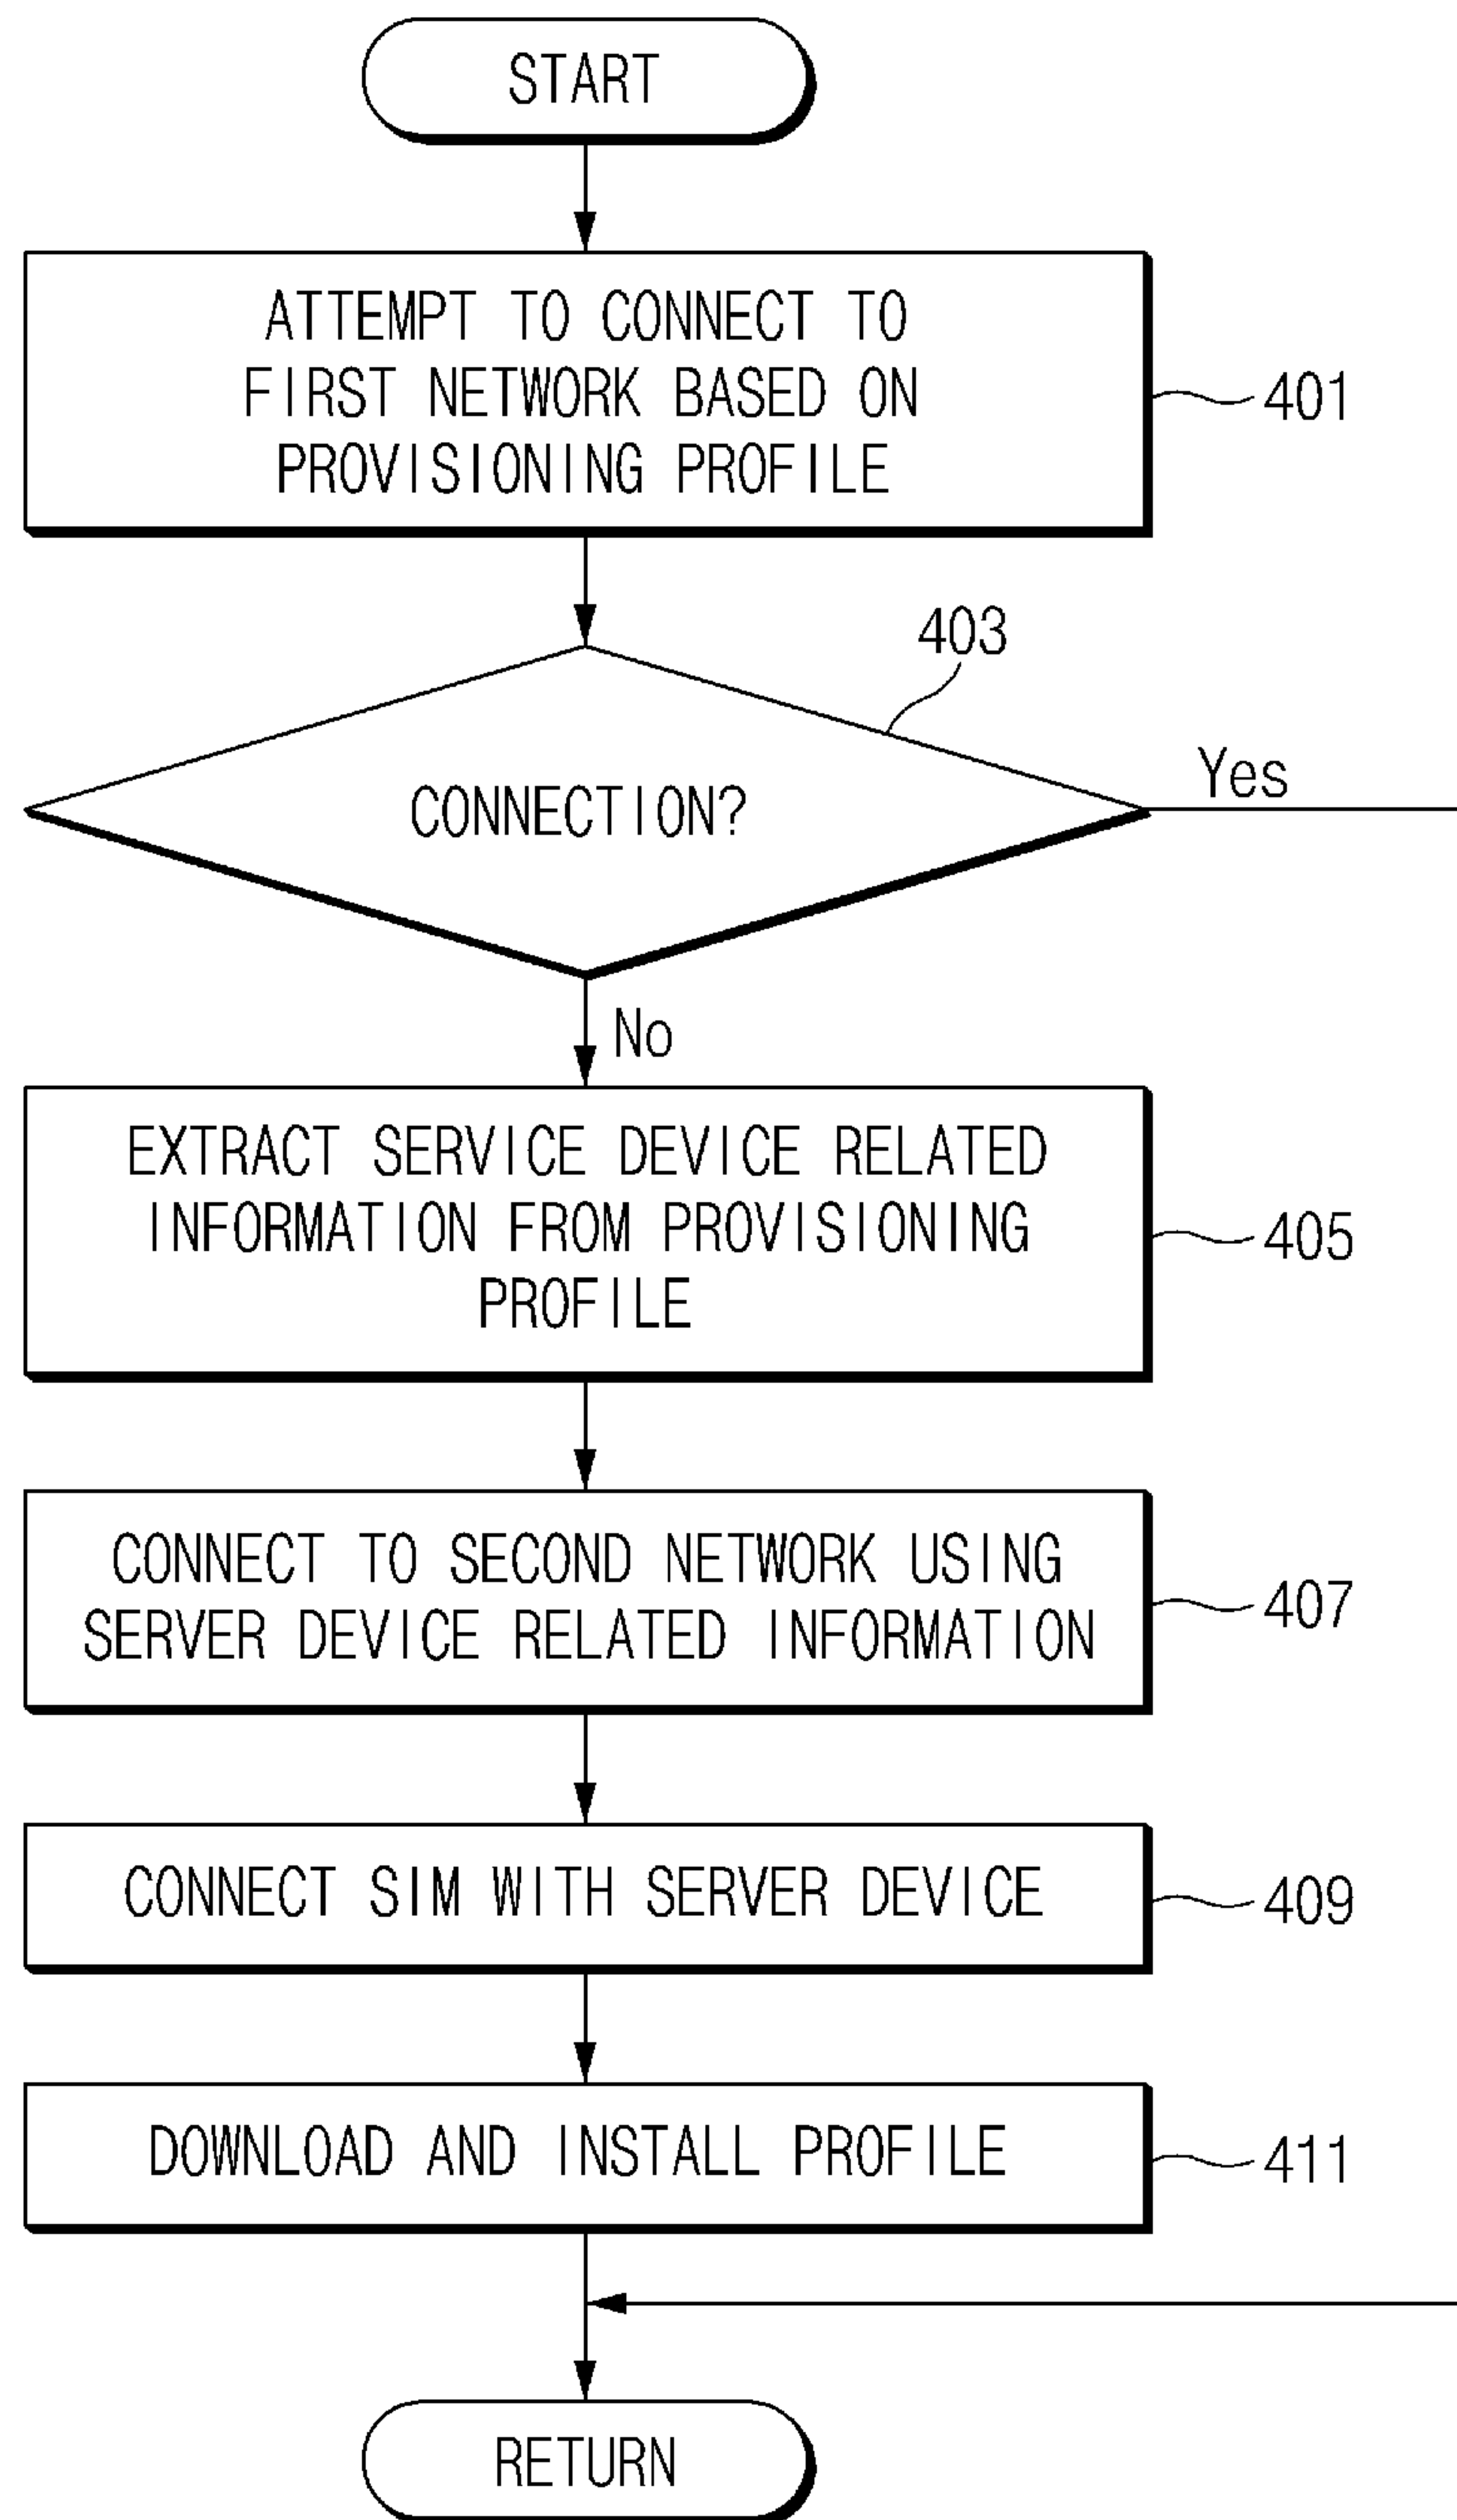 START
ATTEMPT TO CONNECT TO
FIRST NETWORK BASED ON
PROVISIONING PROFILE
401
403
CONNECTION?
Yes
No
EXTRACT SERVICE DEVICE RELATED
INFORMATION FROM PROVISIONING
PROFILE
405
CONNECT TO SECOND NETWORK USING
SERVER DEVICE RELATED INFORMATION
407
CONNECT SIM WITH SERVER DEVICE
409
DOWNLOAD AND INSTALL PROFILE
411
RETURN